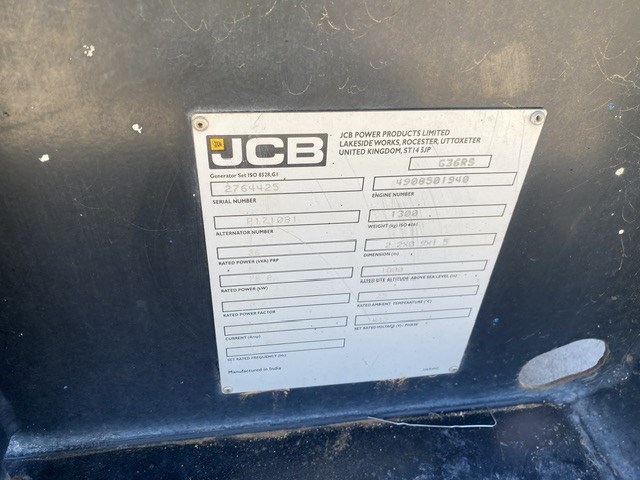 JCB
JCB POWER PRODUCTS LIMITED
LAKESIDE WORKS, ROCESTER, UTTOXETER
UNITED KINGDOM, ST14 5JP
G36RS
Generator Set ISO 8528,G1
2764425
SERIAL NUMBER
4908501940
ENGINE NUMBER
ALTERNATOR NUMBER
1300
WEIGHT (kg)
RATED POWER (kVA) PRP
DIMENSION (m)
RATED POWER (kW)
1000
RATED SITE ALTITUDE ABOVE SEA LEVEL (m)
RATED POWER FACTOR
RATED AMBIENT TEMPERATURE (°C)
CURRENT (Amp)
SET RATED VOLTAGE (V) /PHASE
SET RATED FREQUENCY (Hz)
Manufactured in India